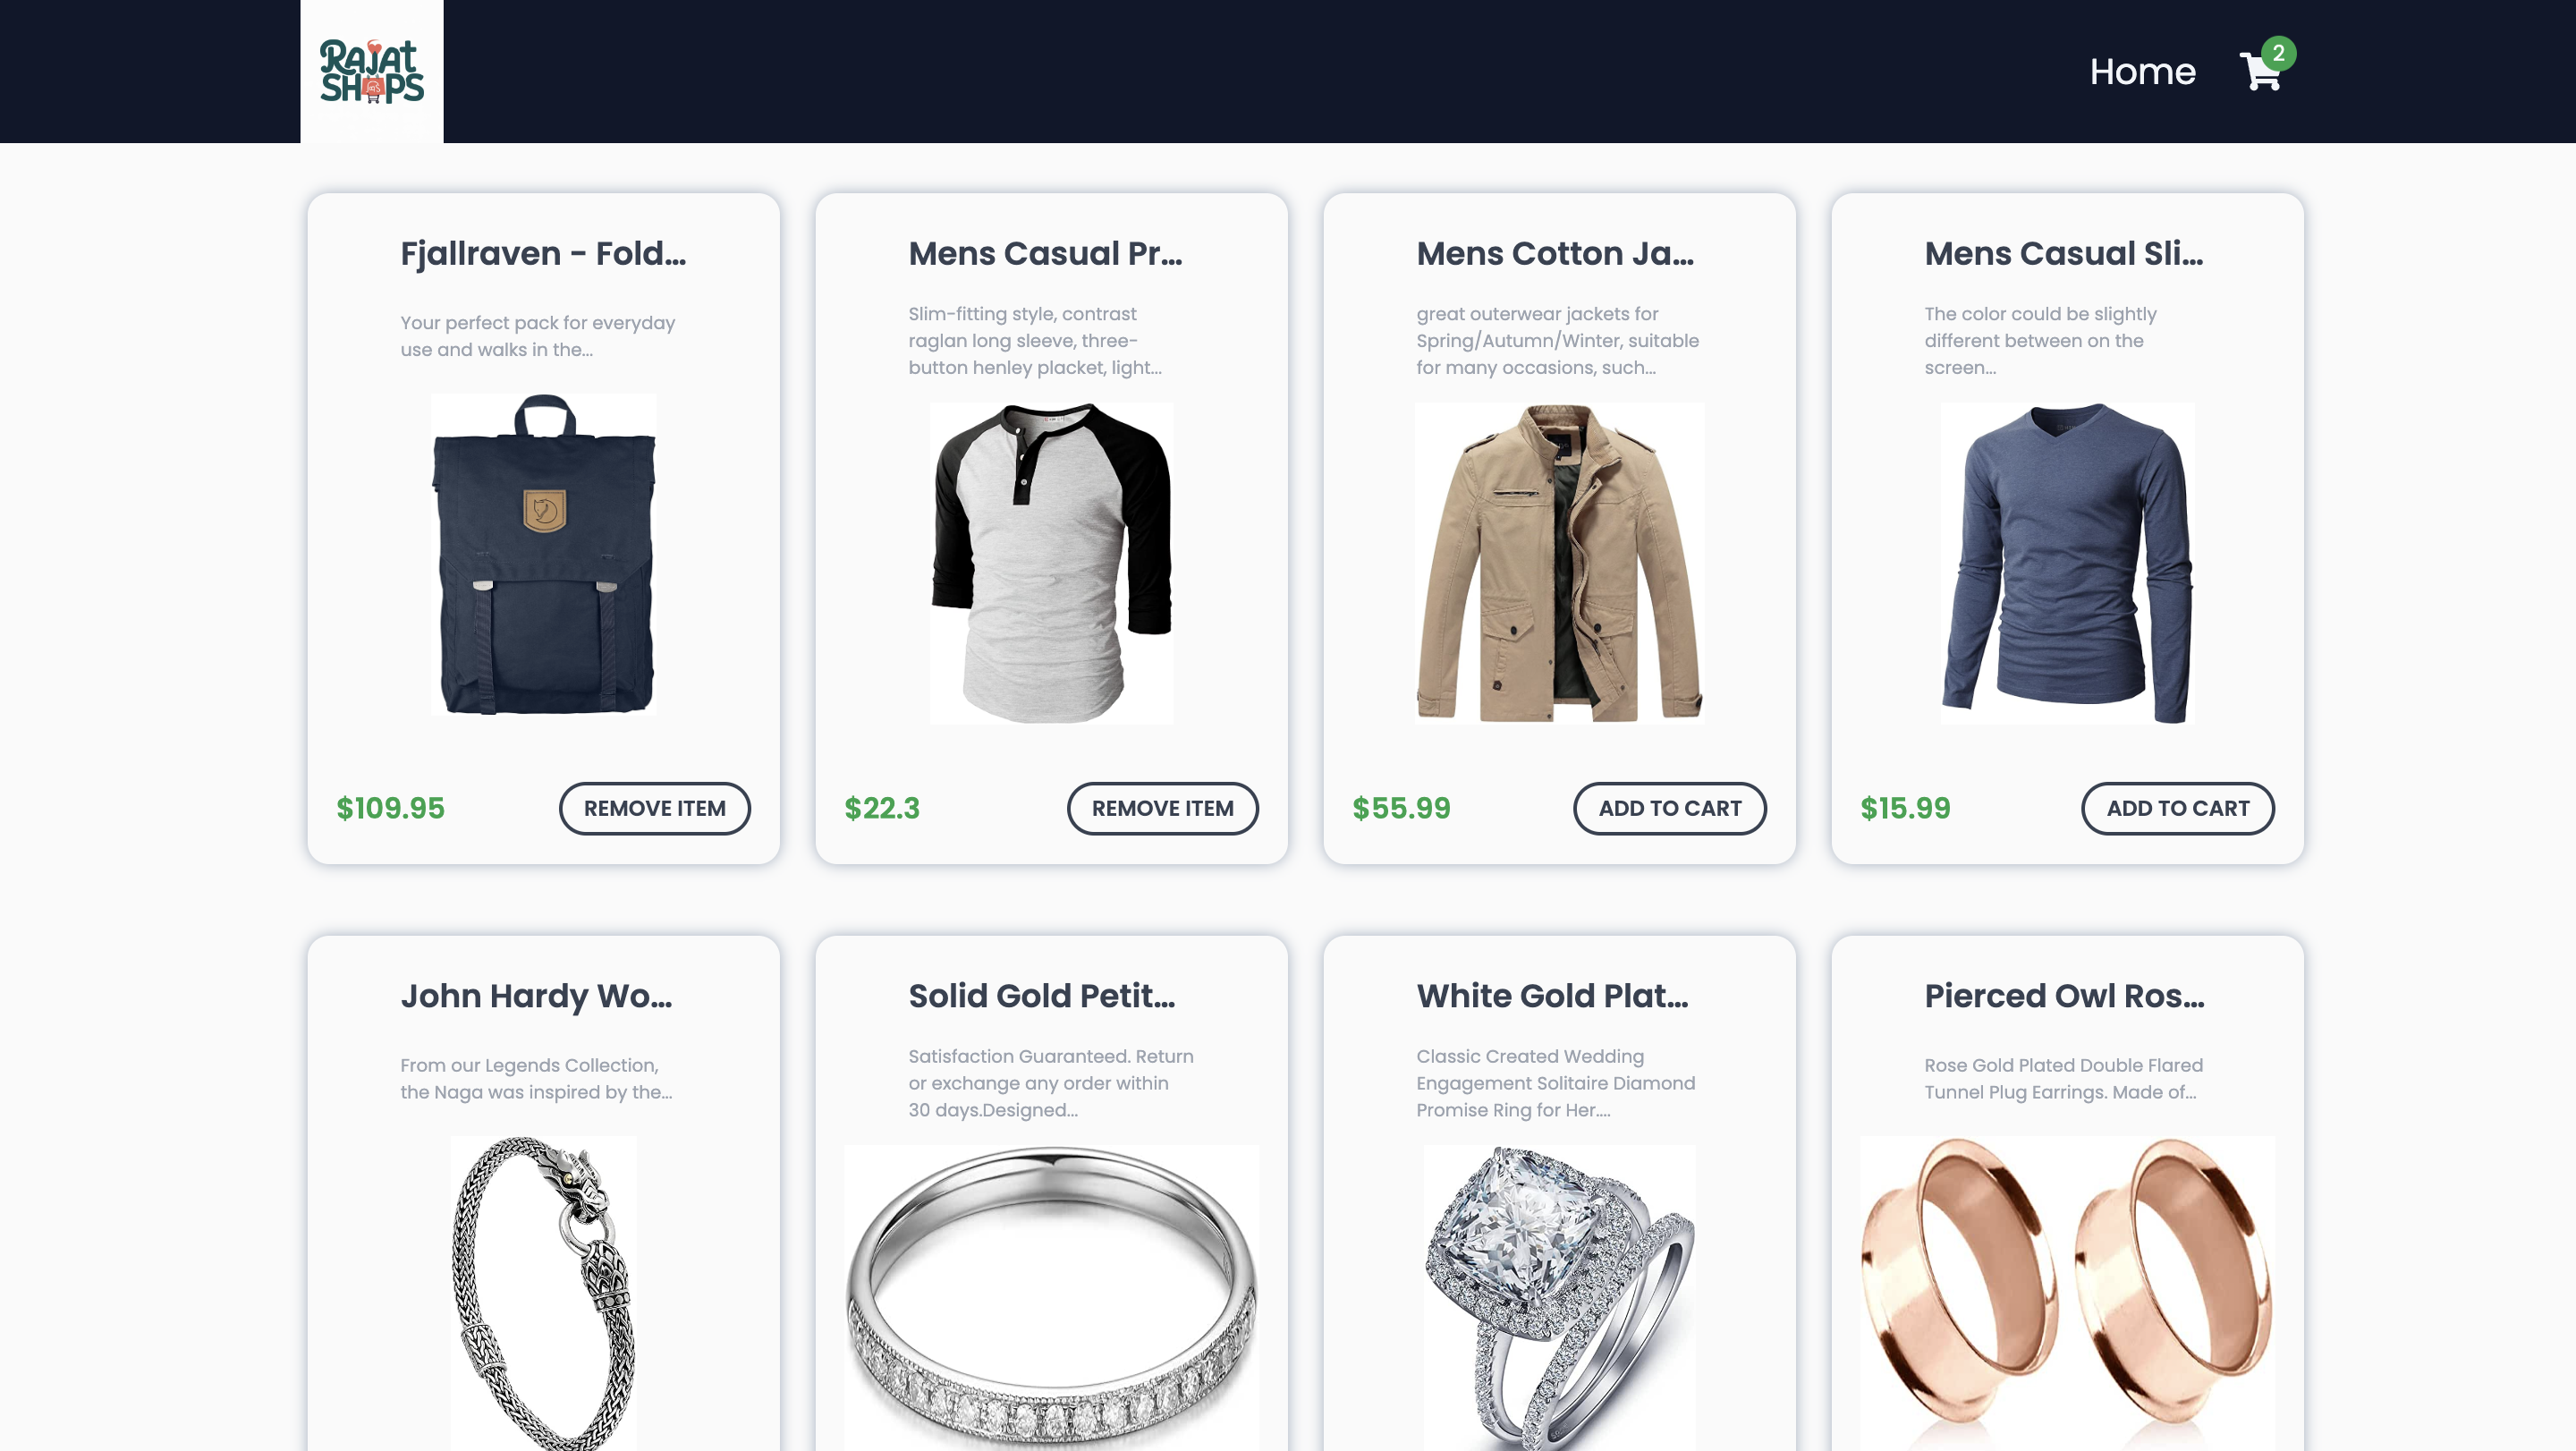 RAJAt
SHOPS
Home
2
Fjallraven - Fold...
Your perfect pack for everyday
use and walks in the...
$109.95
REMOVE ITEM
Mens Casual Pr...
Slim-fitting style, contrast
raglan long sleeve, three-
button henley placket, light...
$22.3
REMOVE ITEM
Mens Cotton Ja...
great outerwear jackets for
Spring/Autumn/Winter, suitable
for many occasions, such...
$55.99
ADD TO CART
Mens Casual Sli...
The color could be slightly
different between on the
screen...
$15.99
ADD TO CART
John Hardy Wo...
From our Legends Collection,
the Naga was inspired by the...
Solid Gold Petit...
Satisfaction Guaranteed. Return
or exchange any order within
30 days.Designed...
White Gold Plat...
Classic Created Wedding
Engagement Solitaire Diamond
Promise Ring for Her....
Pierced Owl Ros...
Rose Gold Plated Double Flared
Tunnel Plug Earrings. Made of...